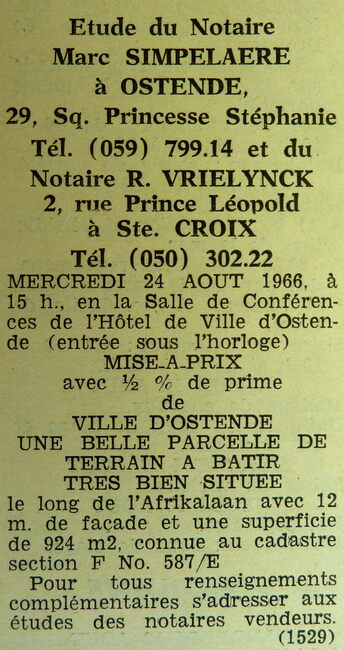 Etude du Notaire
Marc SIMPELAERE
à OSTENDE,
29, Sq. Princesse Stéphanie
Tél. (059) 799.14 et du
Notaire R. VRIELYNCK
2, rue Prince Léopold
à Ste. CROIX
Tél. (050) 302.22
MERCREDI 24 AOUT 1966, à
15 h., en la Salle de Conféren-
ces de l'Hôtel de Ville d'Osten-
de (entrée sous l'horloge)
MISE-A-PRIX
avec ½ % de prime
de
VILLE D'OSTENDE
UNE BELLE PARCELLE DE
TERRAIN A BATIR
TRES BIEN SITUEE
le long de l'Afrikalaan avec 12
m. de façade et une superficie
de 924 m2, connue au cadastre
section F No. 587/E
Pour tous renseignements
complémentaires s'adresser aux
études des notaires vendeurs.
(1529)